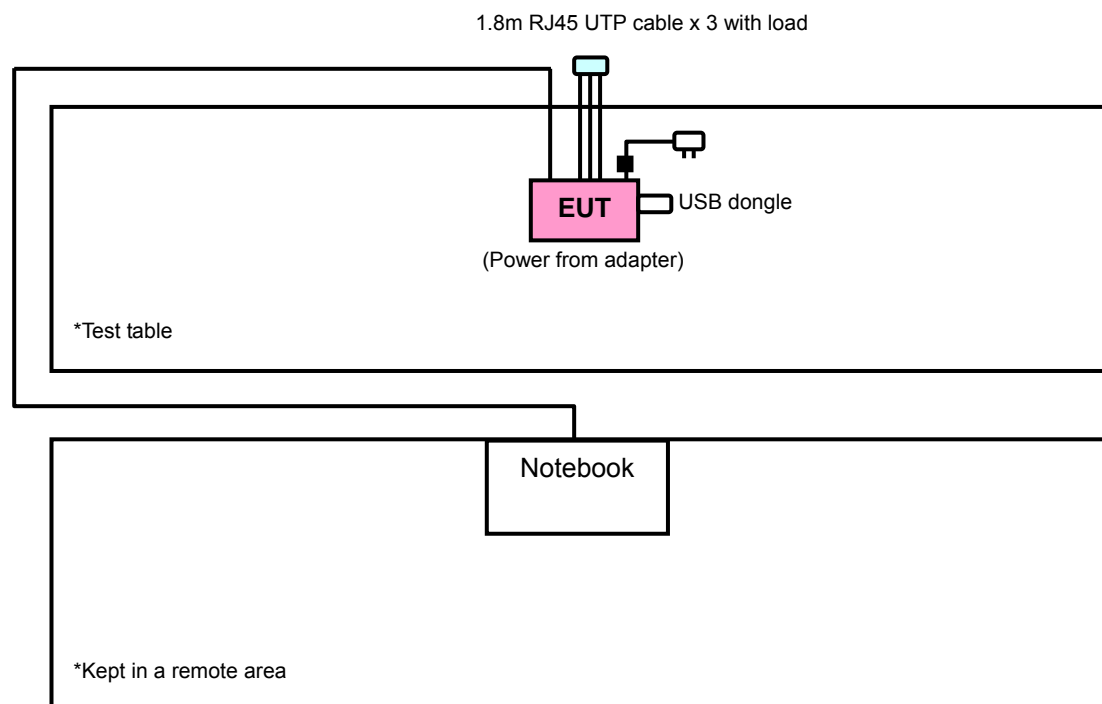 1.8m RJ45 UTP cable x 3 with load
EUT
USB dongle
(Power from adapter)
*Test table
Notebook
*Kept in a remote area